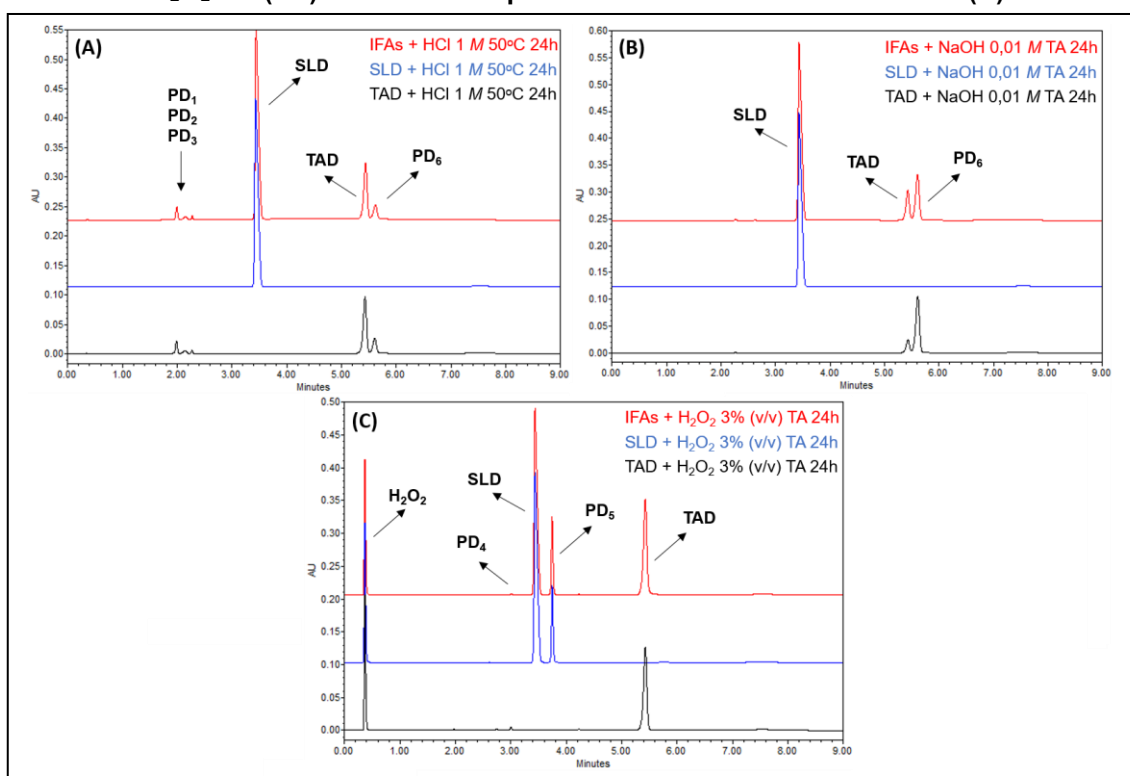 (A)
IFAs + HCl 1 M 50ºC 24h
SLD + HCl 1 M 50ºC 24h
TAD + HCl 1 M 50ºC 24h
PD₁
PD₂
PD₃
SLD
TAD
PD₆
AU
0.55
0.50
0.45
0.40
0.35
0.30
0.25
0.20
0.15
0.10
0.05
0.00
0.00 1.00 2.00 3.00 4.00 5.00 6.00 7.00 8.00 9.00
Minutes
(B)
IFAs + NaOH 0,01 M TA 24h
SLD + NaOH 0,01 M TA 24h
TAD + NaOH 0,01 M TA 24h
SLD
TAD
PD₆
AU
0.60
0.55
0.50
0.45
0.40
0.35
0.30
0.25
0.20
0.15
0.10
0.05
0.00
0.00 1.00 2.00 3.00 4.00 5.00 6.00 7.00 8.00 9.00
Minutes
(C)
IFAs + H₂O₂ 3% (v/v) TA 24h
SLD + H₂O₂ 3% (v/v) TA 24h
TAD + H₂O₂ 3% (v/v) TA 24h
H₂O₂
SLD
PD₄
PD₅
TAD
AU
0.50
0.45
0.40
0.35
0.30
0.25
0.20
0.15
0.10
0.05
0.00
0.00 1.00 2.00 3.00 4.00 5.00 6.00 7.00 8.00 9.00
Minutes